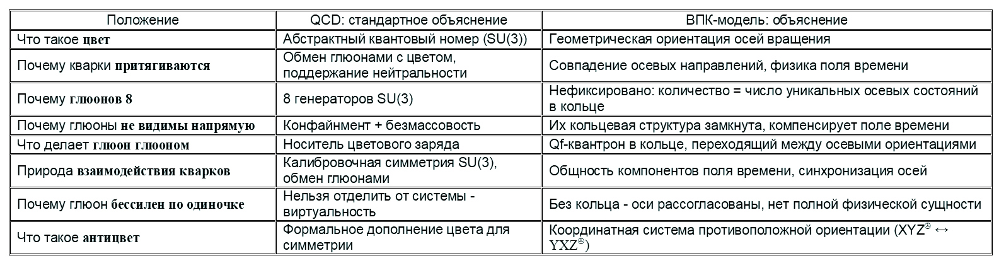 Положение
QCD: стандартное объяснение
ВПК-модель: объяснение
Что такое цвет
Абстрактный квантовый номер (SU(3))
Геометрическая ориентация осей вращения
Почему кварки притягиваются
Обмен глюонами с цветом,
поддержание нейтральности
Совпадение осевых направлений, физика поля времени
Почему глюонов 8
8 генераторов SU(3)
Нефиксировано: количество = число уникальных осевых состояний
в кольце
Почему глюоны не видимы напрямую
Конфайнмент + безмассовость
Их кольцевая структура замкнута, компенсирует поле времени
Что делает глюон глюоном
Носитель цветового заряда
Qf-квантрон в кольце, переходящий между осевыми ориентациями
Природа взаимодействия кварков
Калибровочная симметрия SU(3),
обмен глюонами
Общность компонентов поля времени, синхронизация осей
Почему глюон бессилен по одиночке
Нельзя отделить от системы -
виртуальность
Без кольца - оси рассогласованы, нет полной физической сущности
Что такое антицвет
Формальное дополнение цвета для
симметрии
Координатная система противоположной ориентации (XYZ ↔
YXZ)